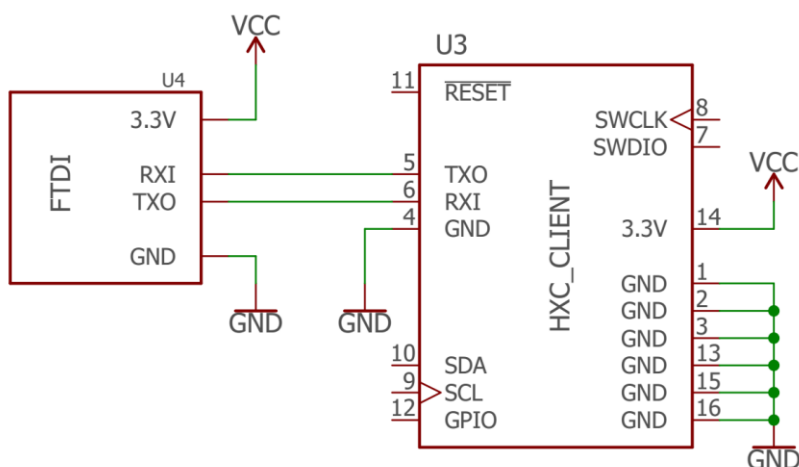 VCC
U4
3.3V
RXI
TXO
GND
FTDI
GND
U3
11 RESET
5 TXO
6 RXI
4 GND
GND
10 SDA
9 SCL
12 GPIO
HXC_CLIENT
SWCLK 8
SWDIO 7
VCC
3.3V 14
GND 1
GND 2
GND 3
GND 13
GND 15
GND 16
GND